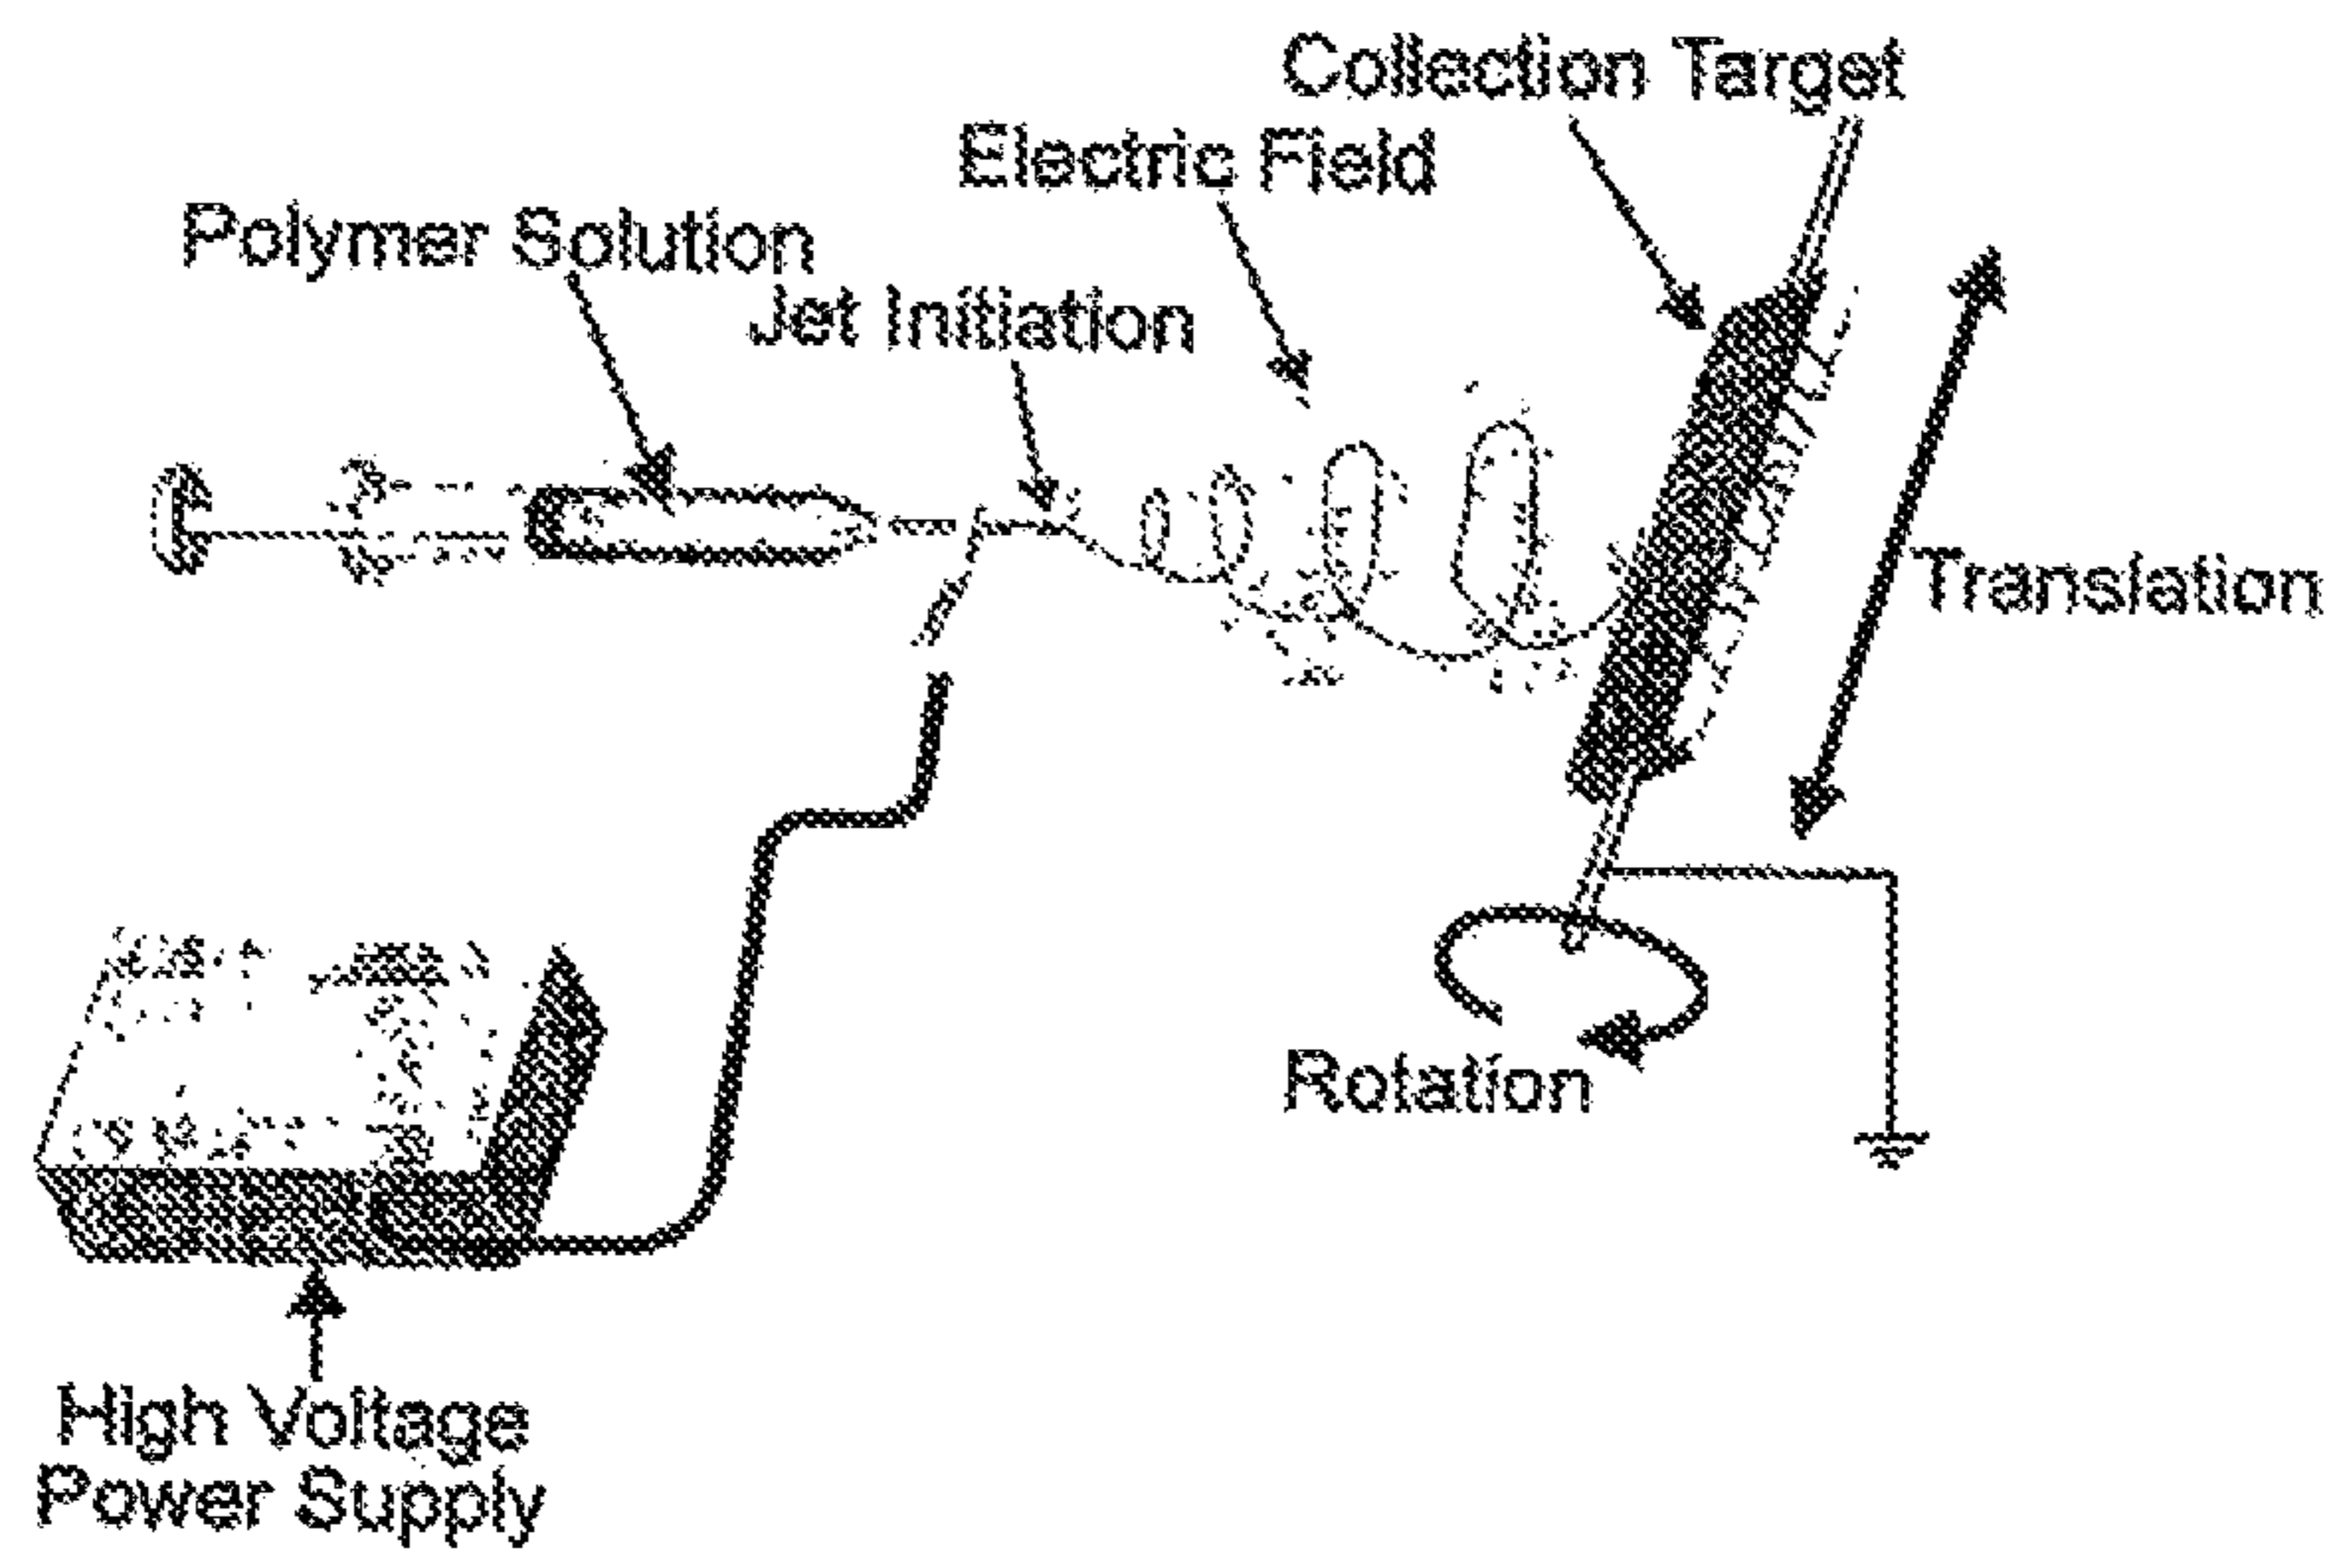 Collection Target
Electric Field
Polymer Solution
Jet Initiation
Translation
Rotation
High Voltage
Power Supply